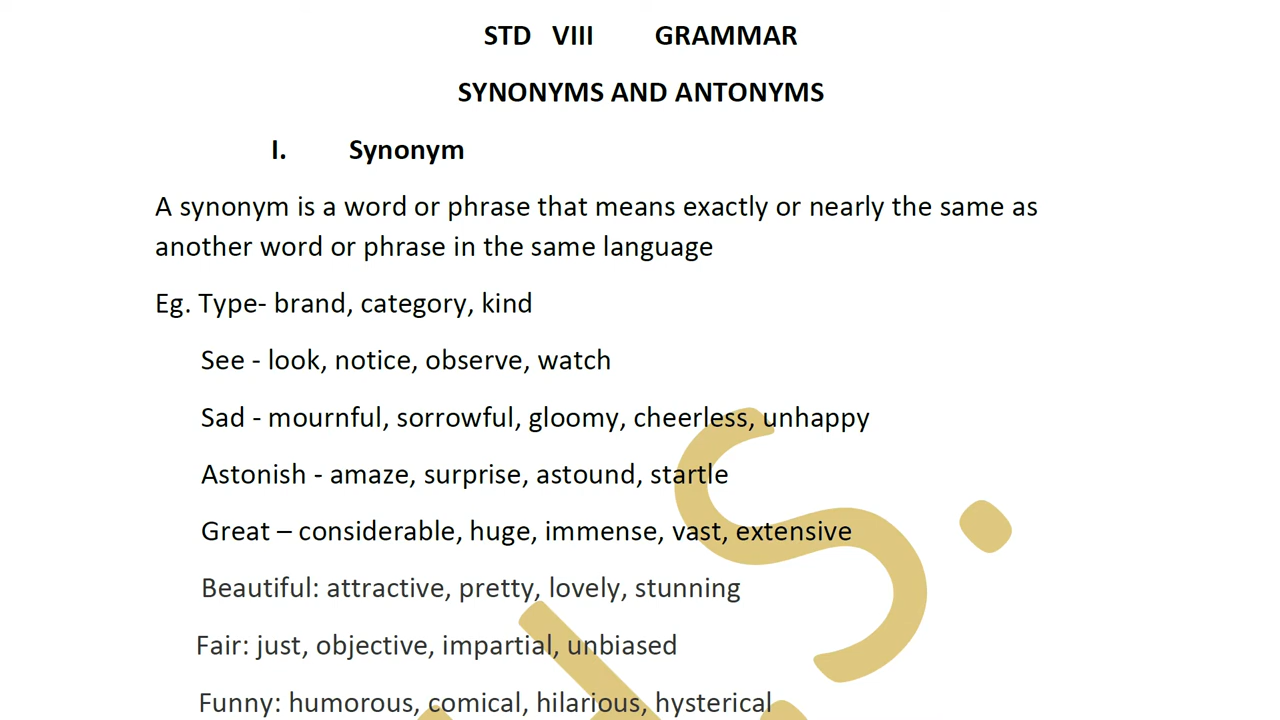 STD VIII GRAMMAR
SYNONYMS AND ANTONYMS
I. Synonym
A synonym is a word or phrase that means exactly or nearly the same as
another word or phrase in the same language
Eg. Type- brand, category, kind
See - look, notice, observe, watch
Sad - mournful, sorrowful, gloomy, cheerless, unhappy
Astonish - amaze, surprise, astound, startle
Great – considerable, huge, immense, vast, extensive
Beautiful: attractive, pretty, lovely, stunning
Fair: just, objective, impartial, unbiased
Funny: humorous, comical, hilarious, hysterical